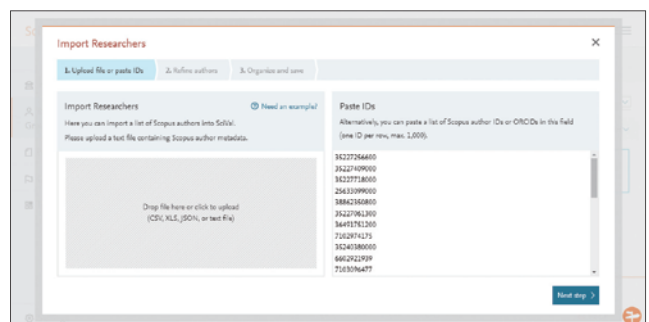 Import Researchers
1. Upload file or paste IDs
2. Refine authors
3. Organize and save
Import Researchers
Need an example?
Here you can import a list of Scopus authors into SciVal.
Please upload a text file containing Scopus author metadata.
Drop file here or click to upload
(CSV, XLS, JSON, or text file)
Paste IDs
Alternatively, you can paste a list of Scopus author IDs or ORCIDs in this field
(one ID per row, max. 1,000).
35227256600
35227409000
35227718000
25633099000
38862350800
35227061300
36491751200
7102974175
35240380000
6602921939
7103096477
Next step